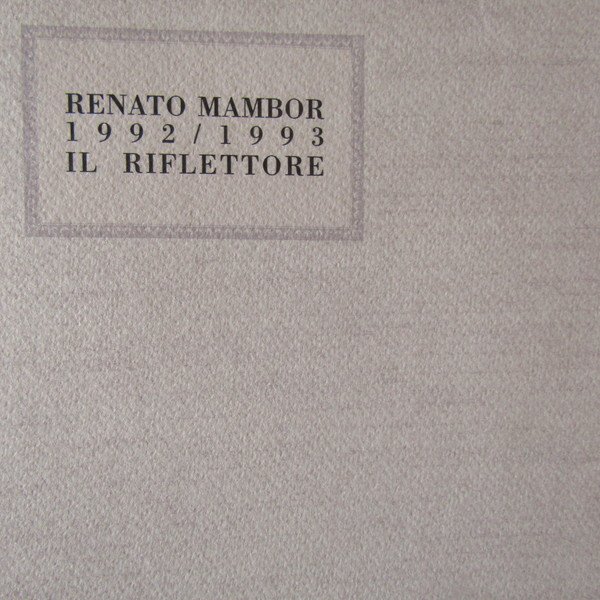 RENATO MAMBOR
1992/1993
IL RIFLETTORE